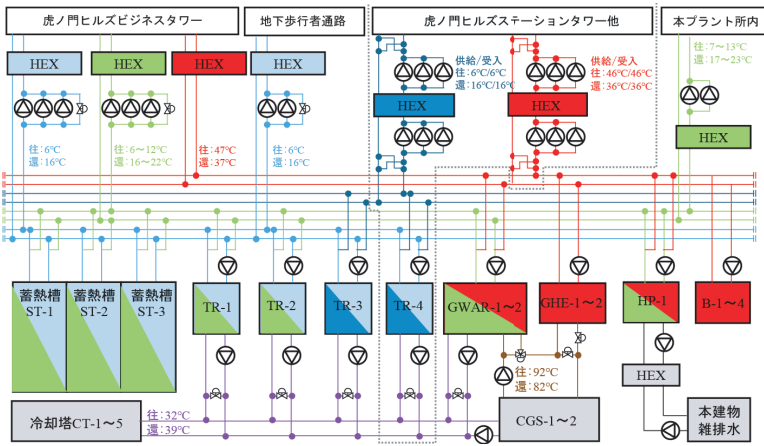 虎ノ門ヒルズビジネスタワー
地下歩行者通路
虎ノ門ヒルズステーションタワー他
本プラント所内
HEX
HEX
HEX
HEX
供給/受入
往:6℃/6℃
還:16℃/16℃
供給/受入
往:46℃/46℃
還:36℃/36℃
往:7～13℃
還:17～23℃
HEX
HEX
HEX
往:6℃
還:16℃
往:6～12℃
還:16～22℃
往:47℃
還:37℃
往:6℃
還:16℃
蓄熱槽
ST-1
蓄熱槽
ST-2
蓄熱槽
ST-3
TR-1
TR-2
TR-3
TR-4
GWAR-1～2
GHE-1～2
HP-1
B-1～4
往:92℃
還:82℃
HEX
冷却塔CT-1～5
往:32℃
還:39℃
CGS-1～2
本建物
雑排水